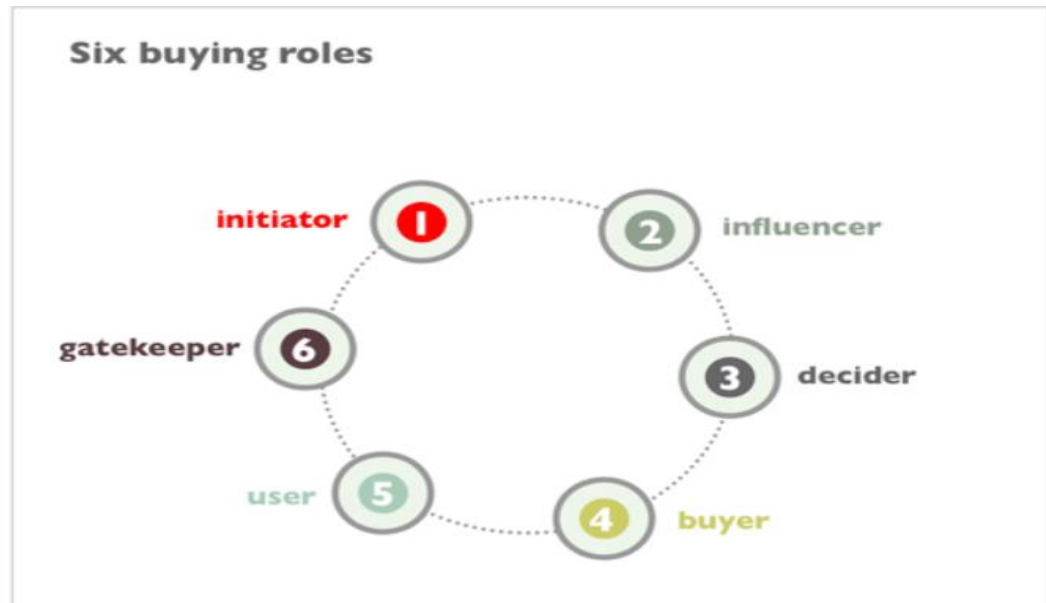 Six buying roles
initiator
1
2
influencer
gatekeeper
6
3
decider
user
5
4
buyer